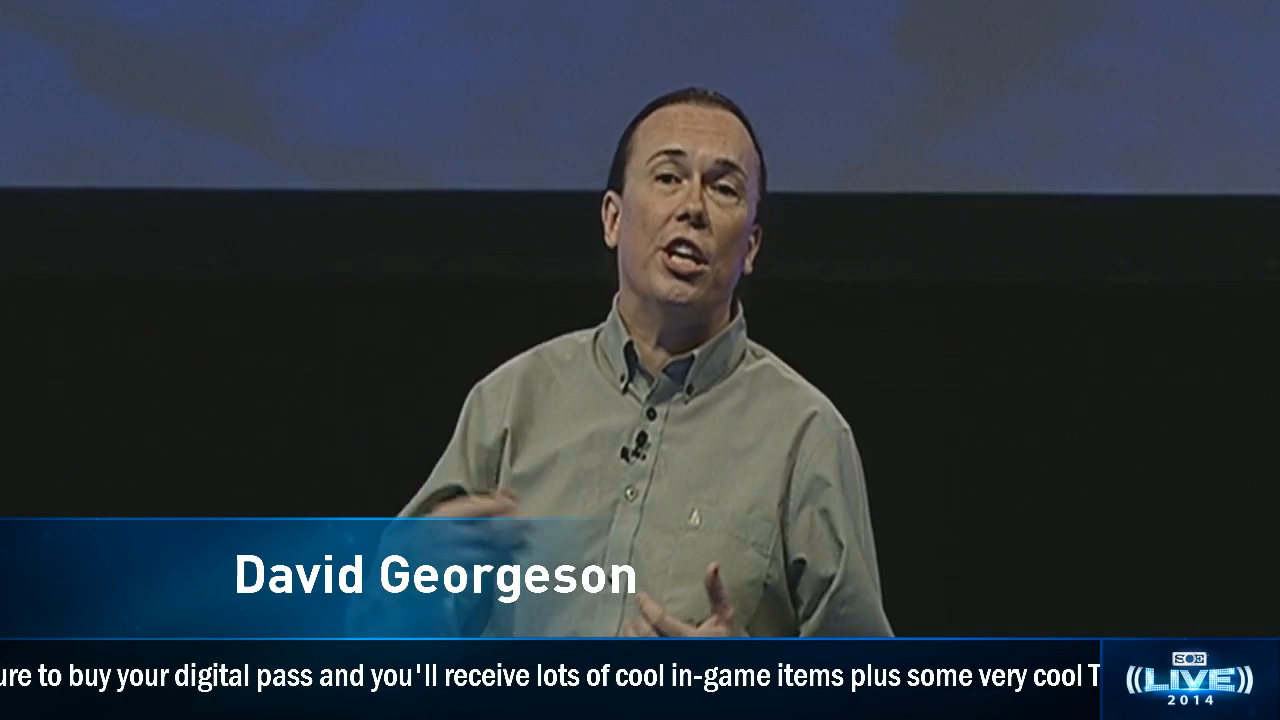 David Georgeson
ure to buy your digital pass and you'll receive lots of cool in-game items plus some very cool T
SOE
LIVE
2014